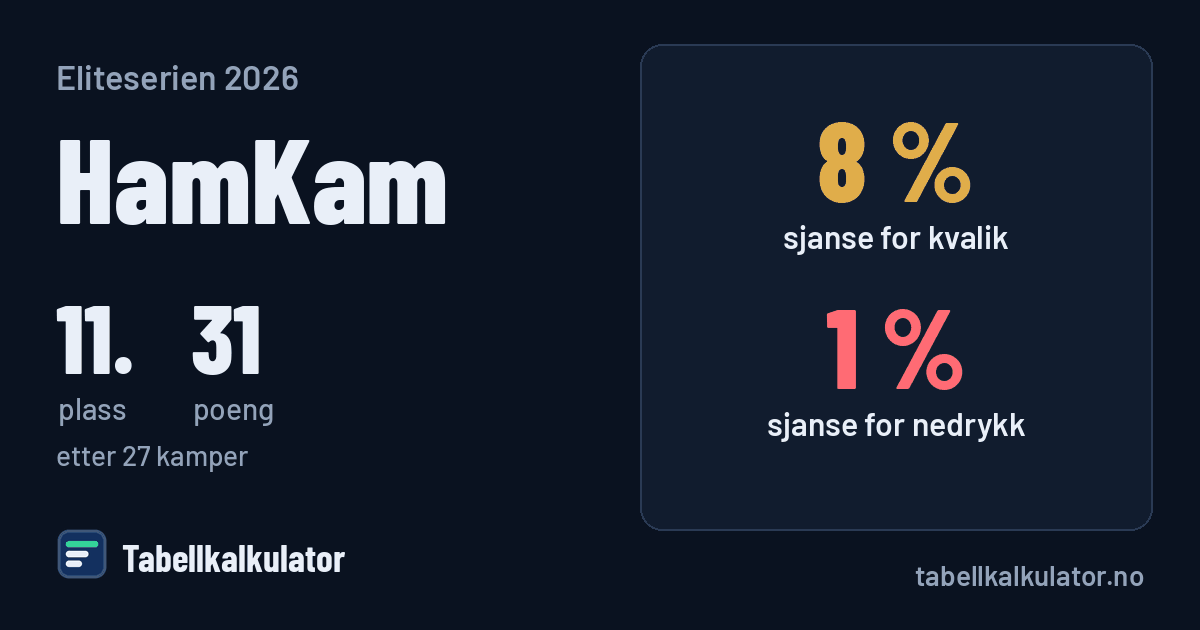 Eliteserien 2026
HamKam
11. 31
plass poeng
etter 27 kamper
Tabellkalkulator
8 %
sjanse for kvalik
1 %
sjanse for nedrykk
tabellkalkulator.no